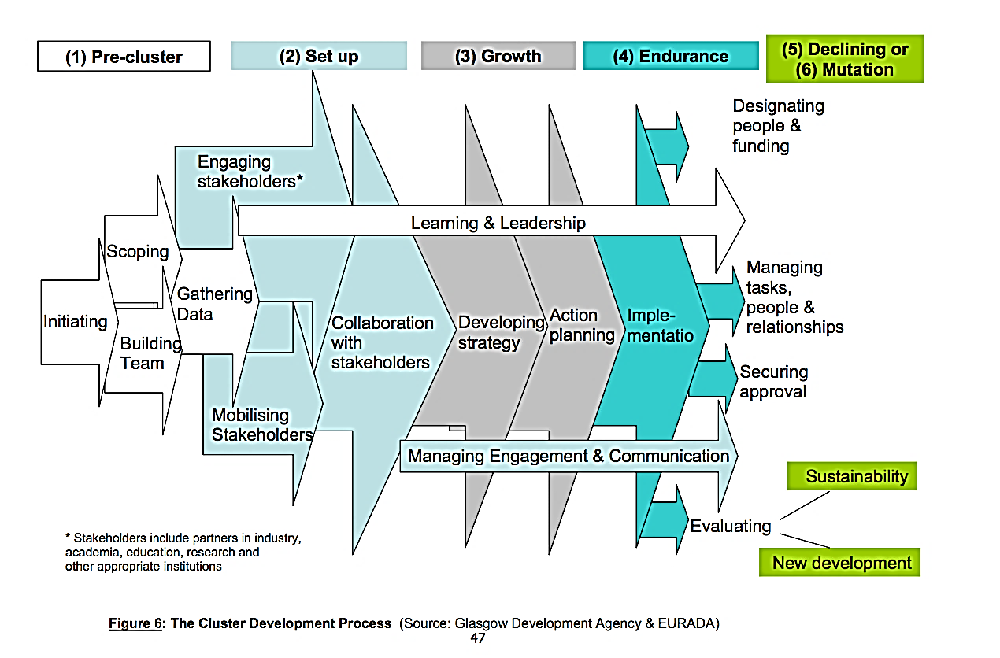 (1) Pre-cluster
(2) Set up
(3) Growth
(4) Endurance
(5) Declining or
(6) Mutation
Designating
people &
funding
Engaging
stakeholders*
Learning & Leadership
Scoping
Managing
tasks,
people &
relationships
Gathering
Data
Initiating
Building
Team
Collaboration
with
stakeholders
Developing
strategy
Action
planning
Imple-
mentatio
Securing
approval
Mobilising
Stakeholders
Managing Engagement & Communication
Sustainability
Evaluating
New development
* Stakeholders include partners in industry,
academia, education, research and
other appropriate institutions
Figure 6: The Cluster Development Process (Source: Glasgow Development Agency & EURADA)
47